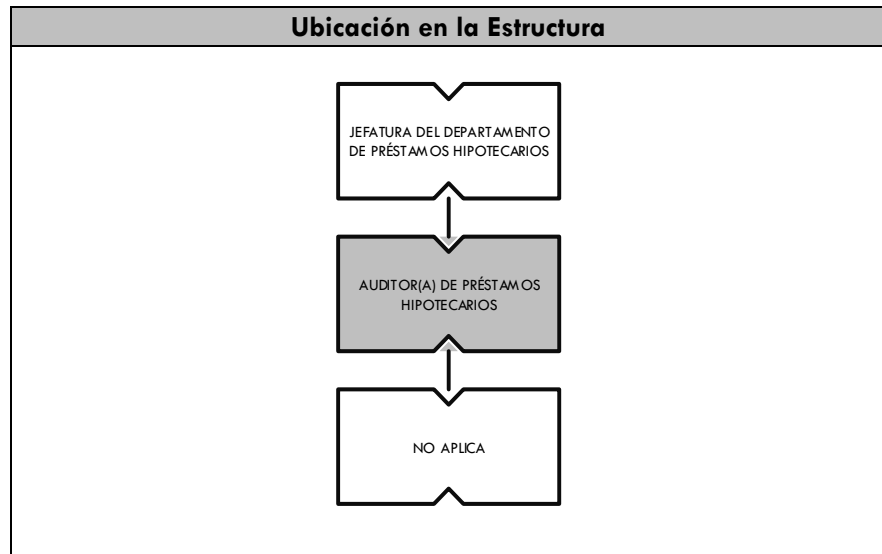 Ubicación en la Estructura
JEFATURA DEL DEPARTAMENTO
DE PRÉSTAMOS HIPOTECARIOS
AUDITOR(A) DE PRÉSTAMOS
HIPOTECARIOS
NO APLICA